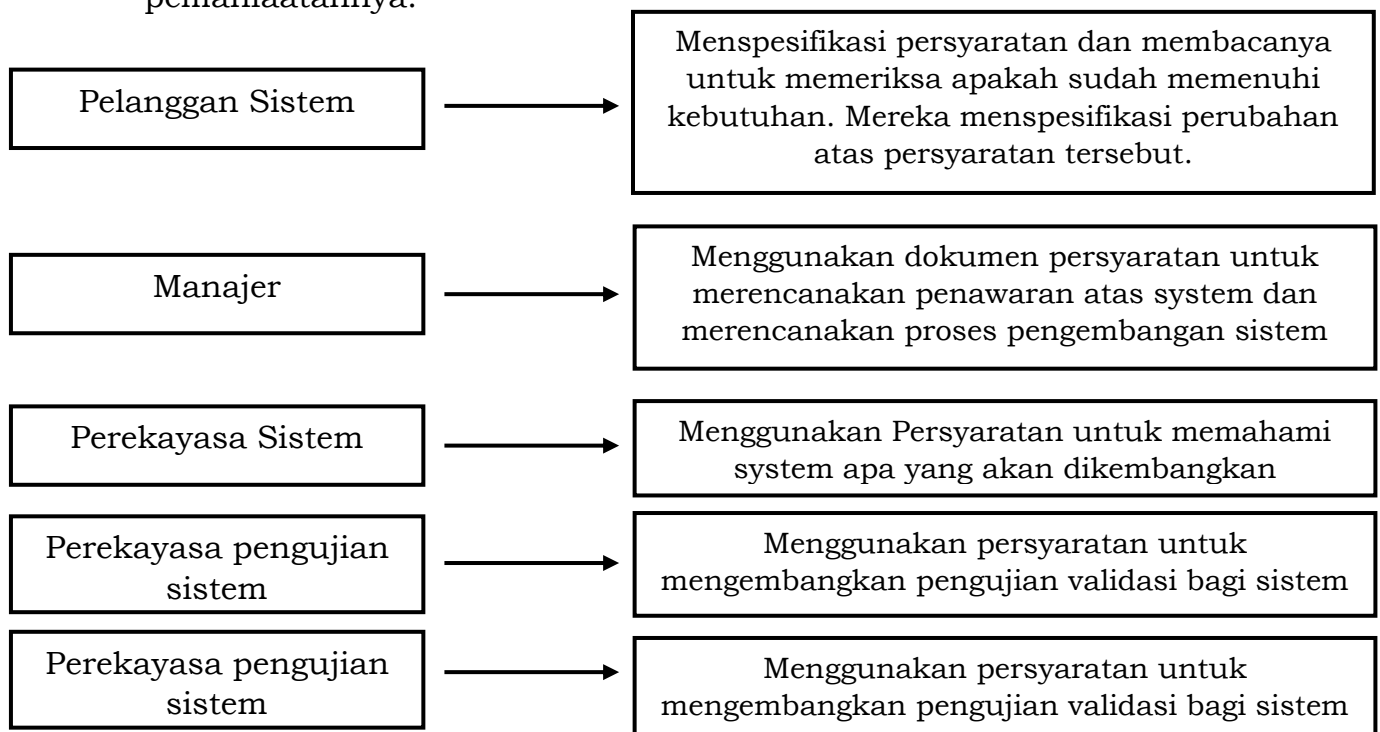 pemanfaatannya.
Pelanggan Sistem
Menspesifikasi persyaratan dan membacanya
untuk memeriksa apakah sudah memenuhi
kebutuhan. Mereka menspesifikasi perubahan
atas persyaratan tersebut.
Manajer
Menggunakan dokumen persyaratan untuk
merencanakan penawaran atas system dan
merencanakan proses pengembangan sistem
Perekayasa Sistem
Menggunakan Persyaratan untuk memahami
system apa yang akan dikembangkan
Perekayasa pengujian
sistem
Menggunakan persyaratan untuk
mengembangkan pengujian validasi bagi sistem
Perekayasa pengujian
sistem
Menggunakan persyaratan untuk
mengembangkan pengujian validasi bagi sistem